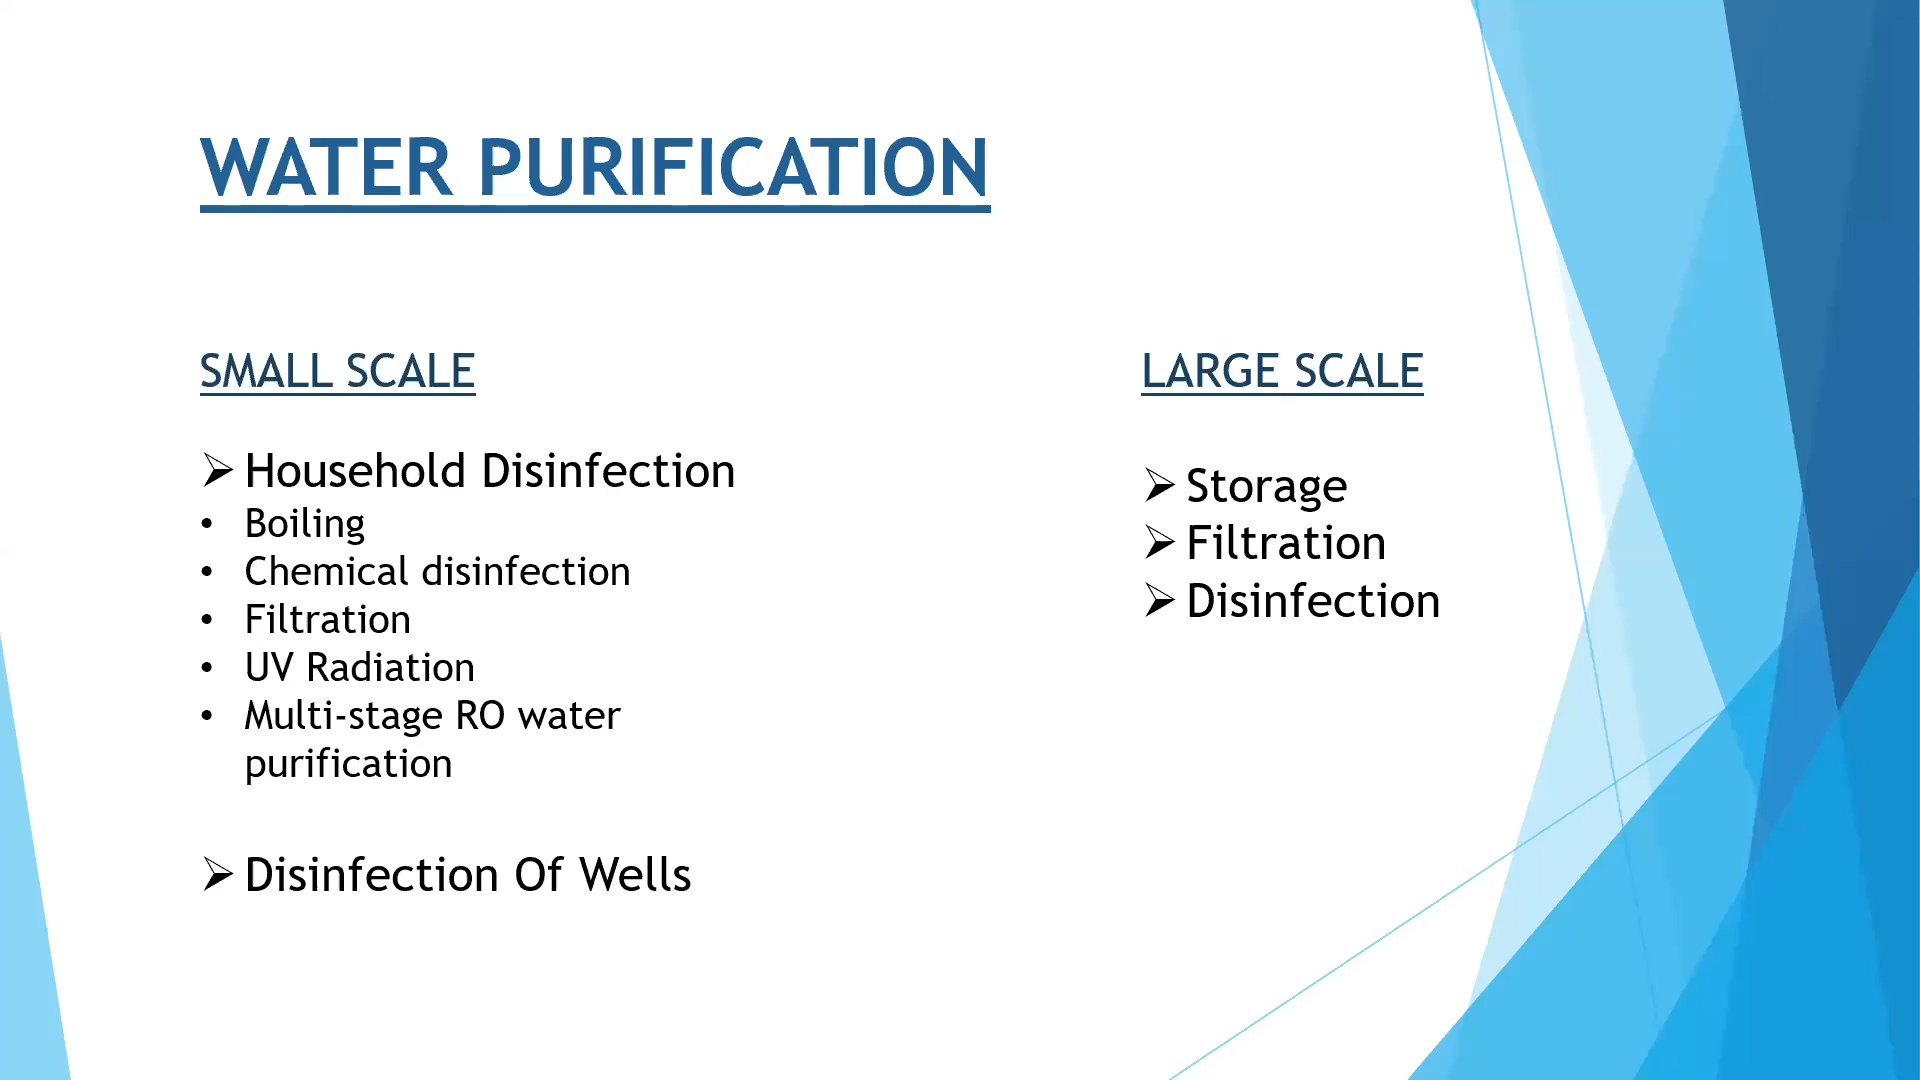 WATER PURIFICATION
SMALL SCALE
➢ Household Disinfection
• Boiling
• Chemical disinfection
• Filtration
• UV Radiation
• Multi-stage RO water
purification
➢ Disinfection Of Wells
LARGE SCALE
➢ Storage
➢ Filtration
➢ Disinfection